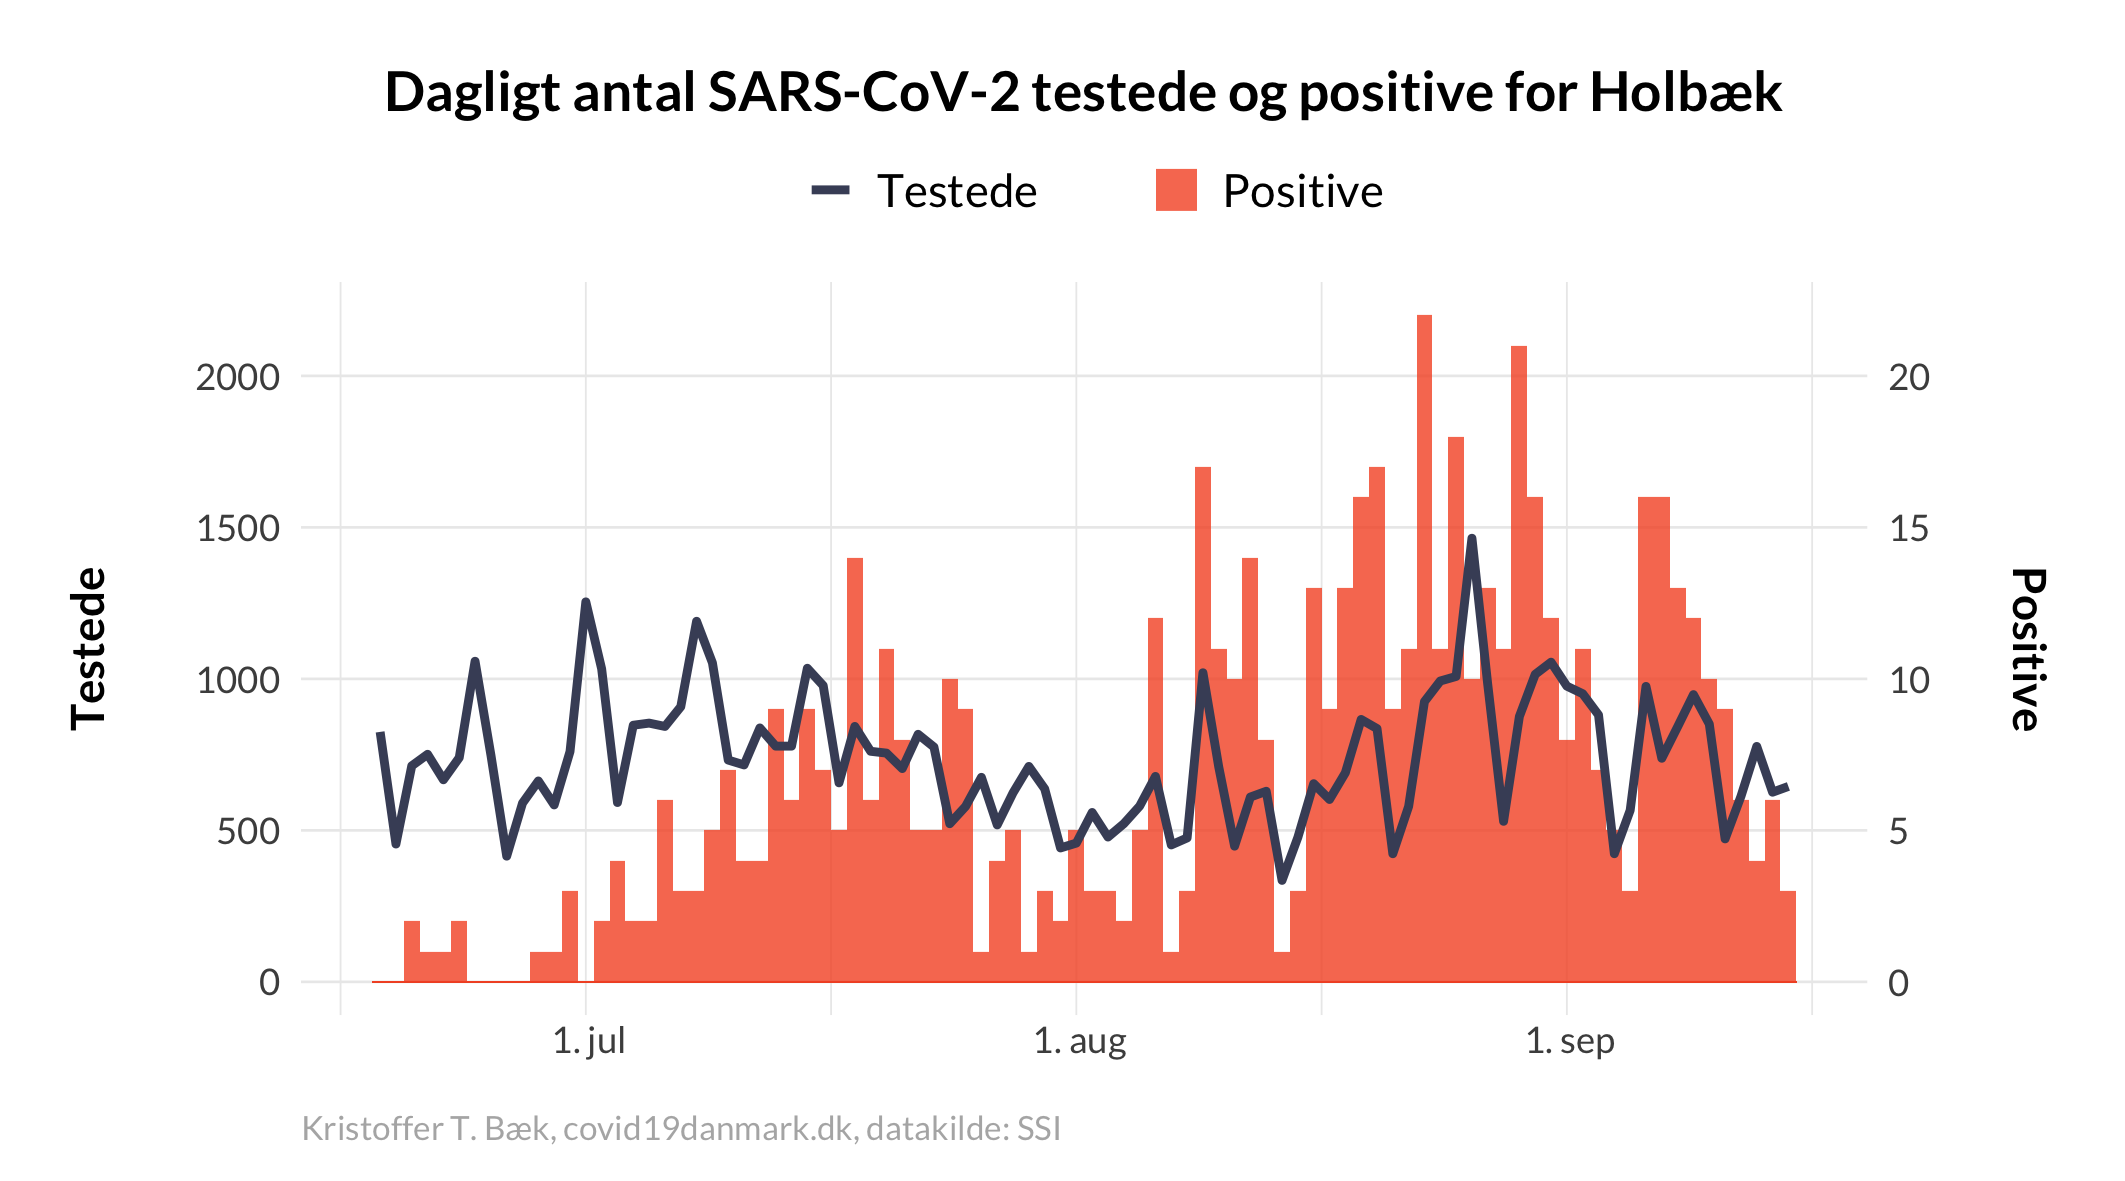 Dagligt antal SARS-CoV-2 testede og positive for Holbæk
Testede Positive
Testede
2000
1500
1000
500
0
20
15
10
5
0
Positive
1. jul 1. aug 1. sep
Kristoffer T. Bæk, covid19danmark.dk, datakilde: SSI